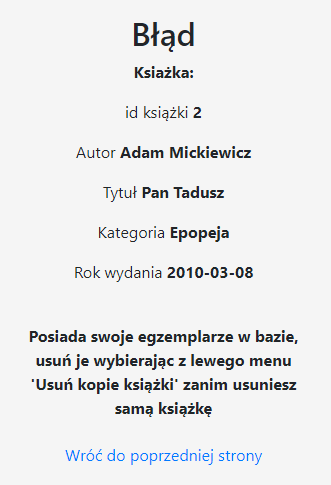 Błąd
Ksiażka:
id książki 2
Autor Adam Mickiewicz
Tytuł Pan Tadusz
Kategoria Epopeja
Rok wydania 2010-03-08
Posiada swoje egzemplarze w bazie,
usuń je wybierając z lewego menu
'Usuń kopie książki' zanim usuniesz
samą książkę
Wróć do poprzedniej strony